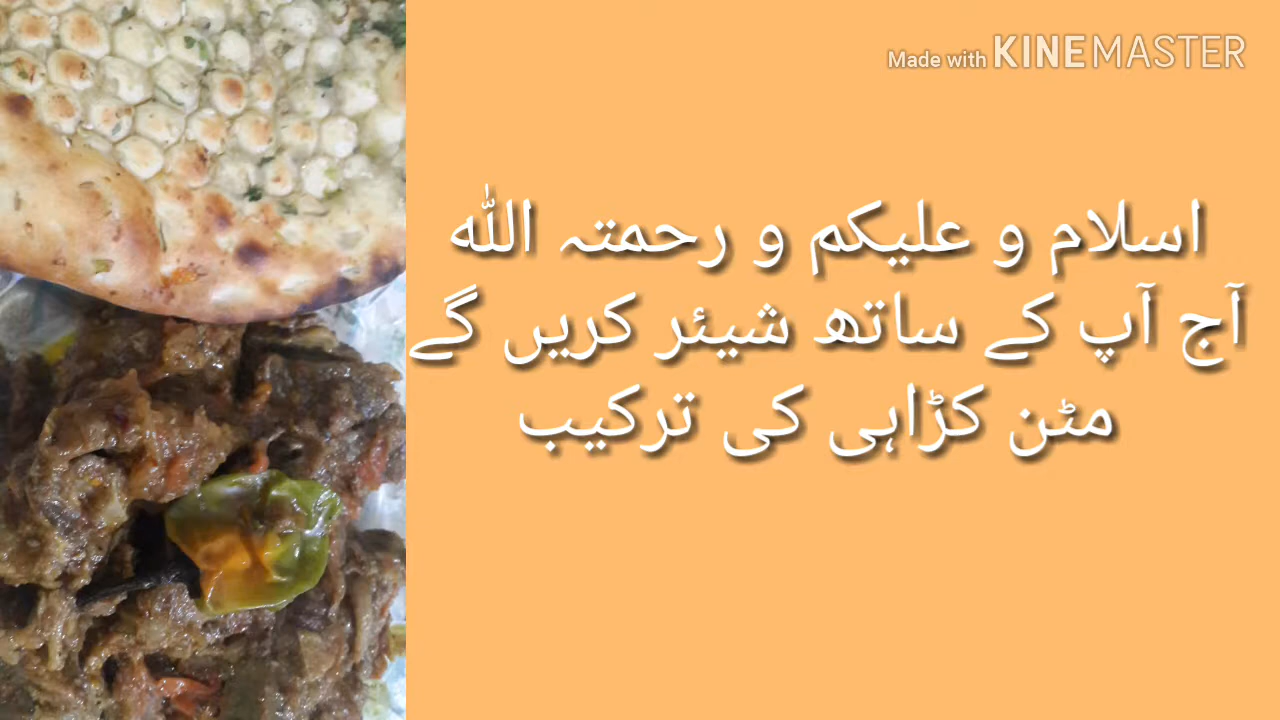 Made with KINEMASTER
اسلام و علیکم و رحمتہ اللہ
آج آپ کے ساتھ شیئر کریں گے
مٹن کڑاہی کی ترکیب